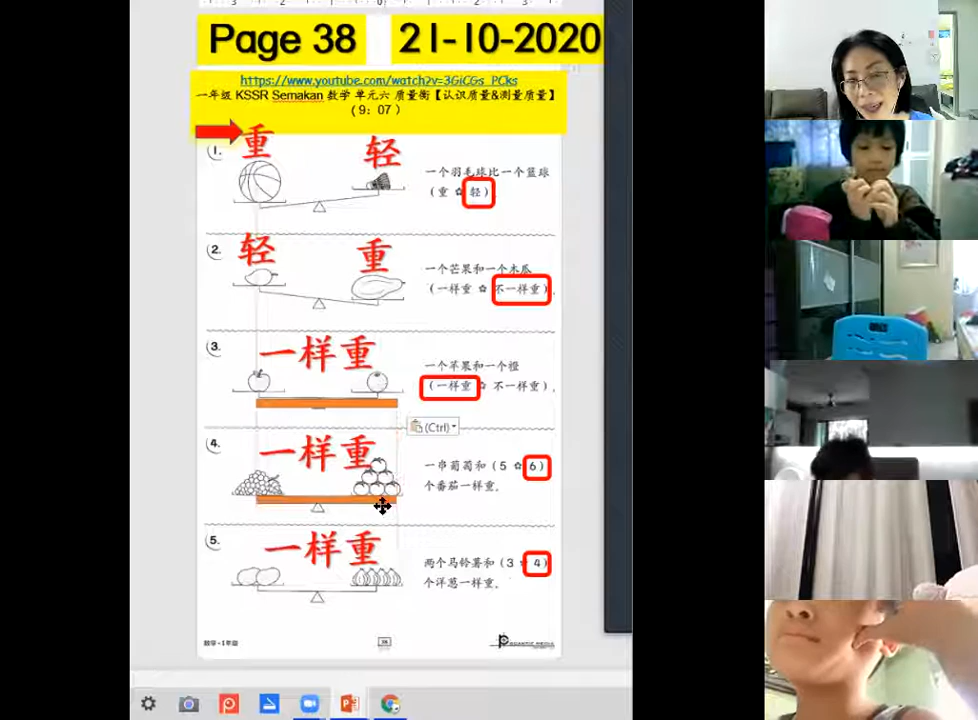 Page 38
21-10-2020
https://www.youtube.com/watch?v=3GiCGs_PCks
一年级 KSSR Semakan 数学 单元六 质量衡【认识质量&测量质量】
（9：07）
1.
重
轻
一个羽毛球比一个篮球
（重 ✿ 轻）.
2.
轻
重
一个芒果和一个木瓜
（一样重 ✿ 不一样重）.
3.
一样重
一个苹果和一个橙
（一样重 ✿ 不一样重）.
(Ctrl)
4.
一样重
一串葡萄和（5 ✿ 6）
个番茄一样重.
5.
一样重
两个马铃薯和（3 ✿ 4）
个洋葱一样重.
数学·1年级
38